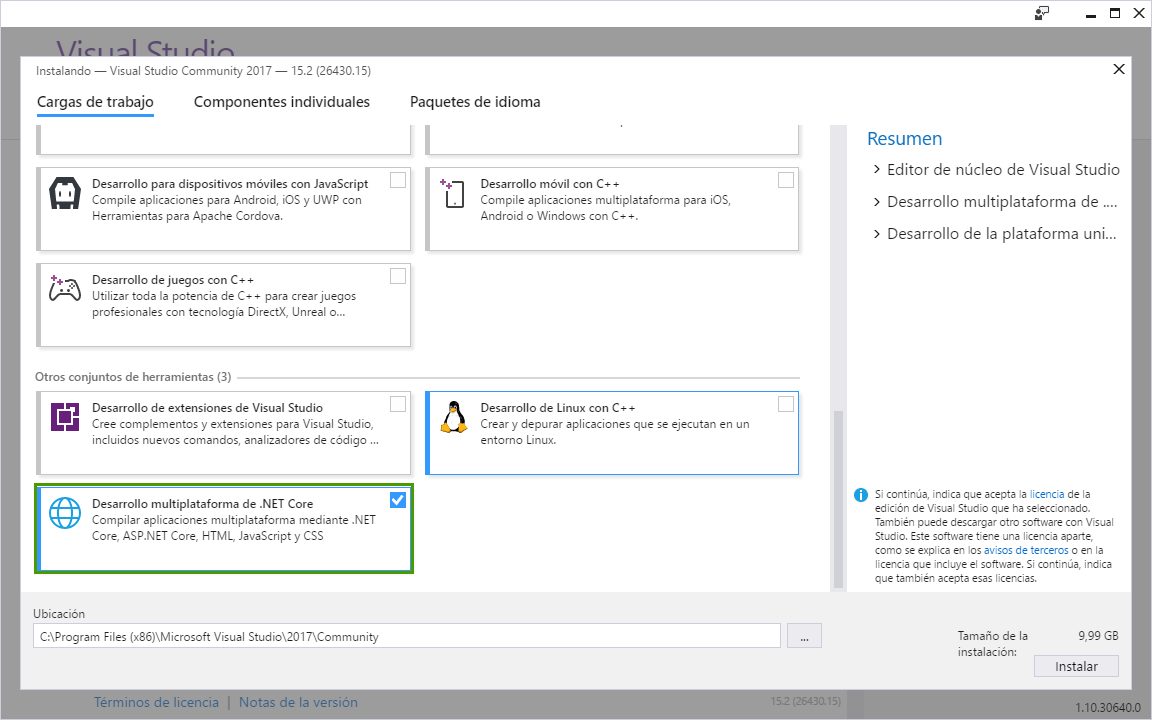 Visual Studio
Instalando — Visual Studio Community 2017 — 15.2 (26430.15)
Cargas de trabajo
Componentes individuales
Paquetes de idioma
Desarrollo para dispositivos móviles con JavaScript
Compile aplicaciones para Android, iOS y UWP con
Herramientas para Apache Cordova.
Desarrollo móvil con C++
Compile aplicaciones multiplataforma para iOS,
Android o Windows con C++.
Desarrollo de juegos con C++
Utilizar toda la potencia de C++ para crear juegos
profesionales con tecnología DirectX, Unreal o...
Otros conjuntos de herramientas (3)
Desarrollo de extensiones de Visual Studio
Cree complementos y extensiones para Visual Studio,
incluidos nuevos comandos, analizadores de código ...
Desarrollo de Linux con C++
Crear y depurar aplicaciones que se ejecutan en un
entorno Linux.
Desarrollo multiplataforma de .NET Core
Compilar aplicaciones multiplataforma mediante .NET
Core, ASP.NET Core, HTML, JavaScript y CSS
Resumen
Editor de núcleo de Visual Studio
Desarrollo multiplataforma de ....
Desarrollo de la plataforma uni...
Si continúa, indica que acepta la licencia de la
edición de Visual Studio que ha seleccionado.
También puede descargar otro software con Visual
Studio. Este software tiene una licencia aparte,
como se explica en los avisos de terceros o en la
licencia que incluye el software. Si continúa, indica
que también acepta esas licencias.
Ubicación
C:\Program Files (x86)\Microsoft Visual Studio\2017\Community
...
Tamaño de la
instalación:
9,99 GB
Instalar
Términos de licencia | Notas de la versión
15.2 (26430.15)
1.10.30640.0